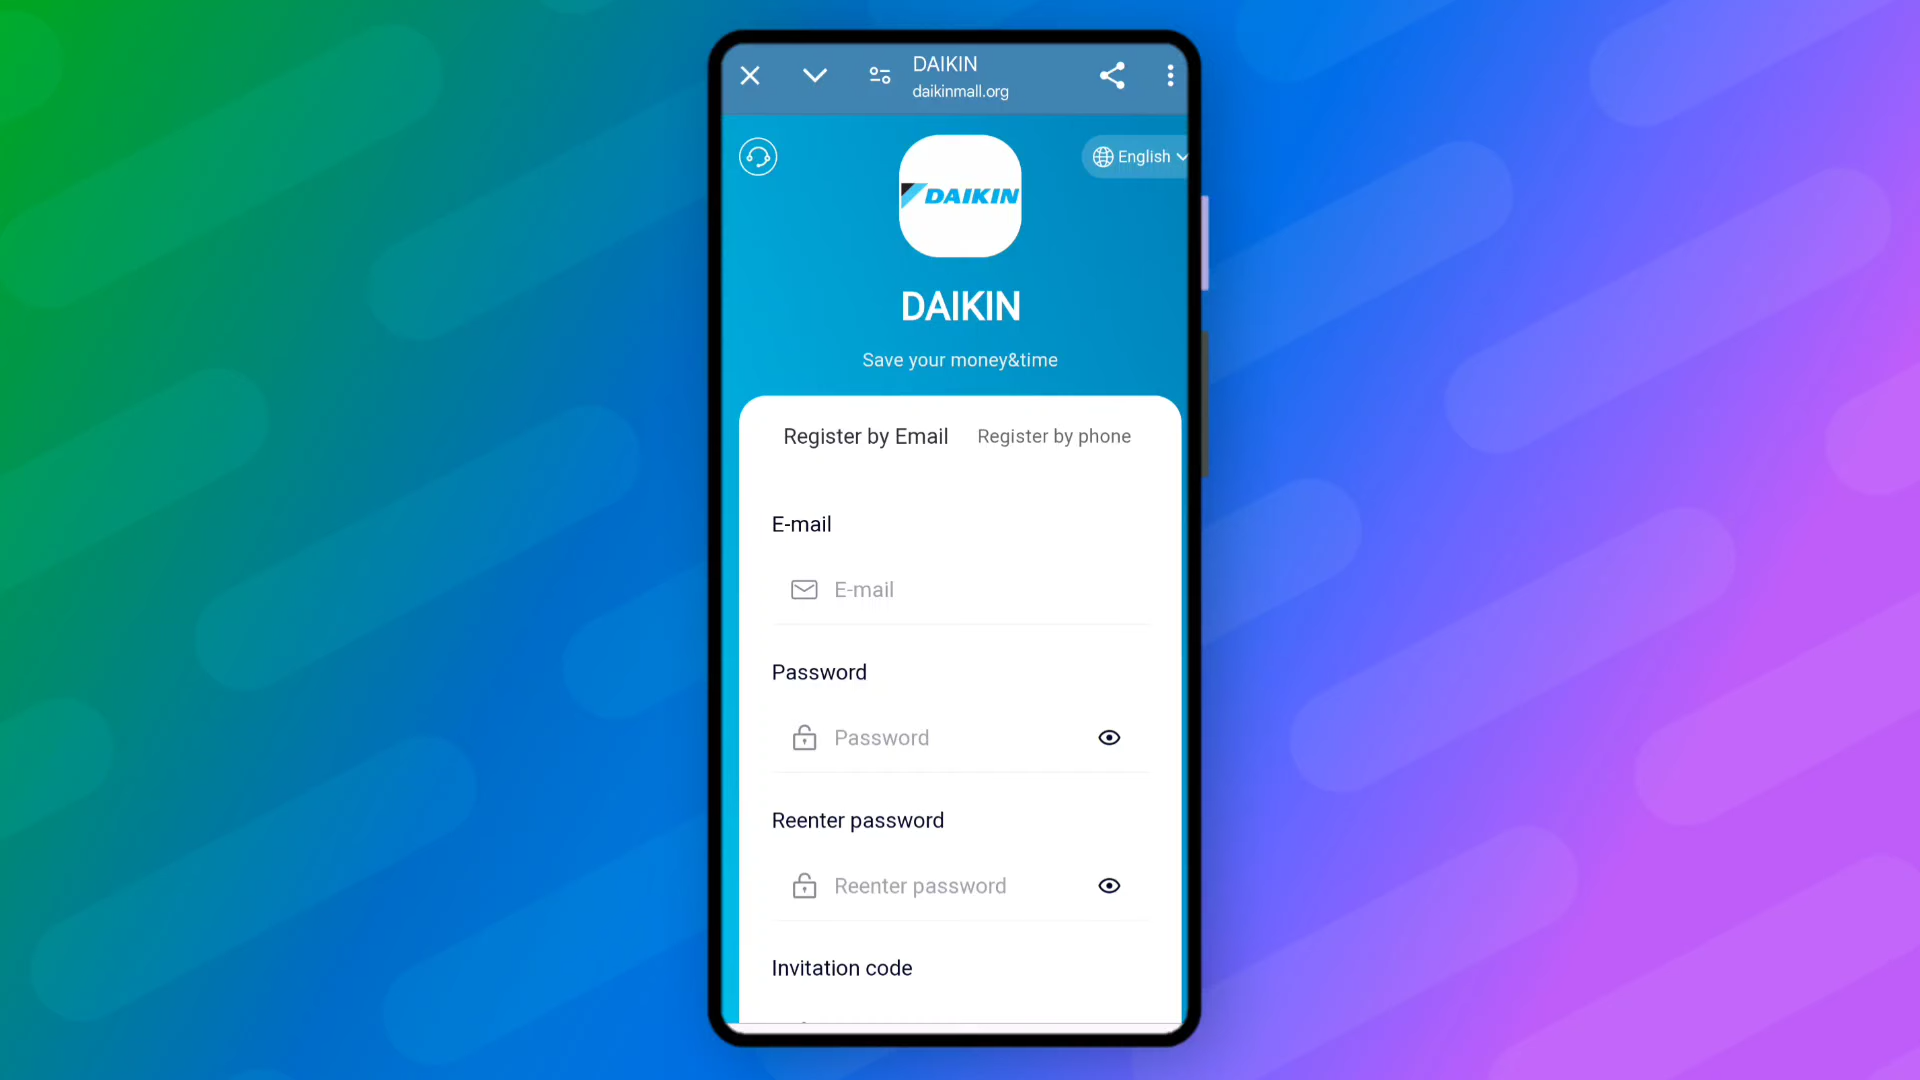 DAIKIN
daikinmall.org
English
DAIKIN
DAIKIN
Save your money&time
Register by Email Register by phone
E-mail
E-mail
Password
Password
Reenter password
Reenter password
Invitation code